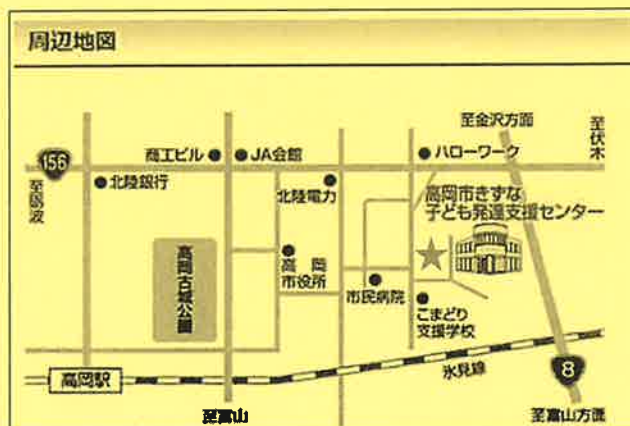 周辺地図
至金沢方面
至伏木
156
商工ビル
JA会館
ハローワーク
至砺波
北陸銀行
北陸電力
高岡市きずな
子ども発達支援センター
高岡古城公園
高岡
市役所
市民病院
こまどり
支援学校
高岡駅
氷見線
8
至富山
至富山方面